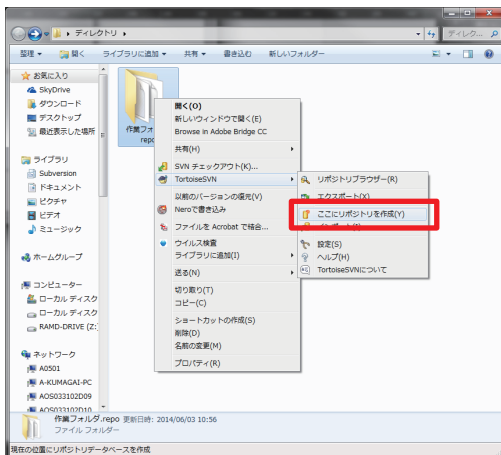 ディレクトリ
ディレク...
整理
開く
ライブラリに追加
共有
書き込む
新しいフォルダー
お気に入り
SkyDrive
ダウンロード
デスクトップ
最近表示した場所
ライブラリ
Subversion
ドキュメント
ピクチャ
ビデオ
ミュージック
ホームグループ
コンピューター
ローカル ディスク
ローカル ディスク
RAMD-DRIVE (Z:)
ネットワーク
A0501
A-KUMAGAI-PC
AOS033102D09
AOS033102D10
作業フォ
repo
開く(O)
新しいウィンドウで開く(E)
Browse in Adobe Bridge CC
共有(H)
SVN チェックアウト(K)...
TortoiseSVN
以前のバージョンの復元(V)
Neroで書き込み
ファイルを Acrobat で結合...
ウイルス検査
ライブラリに追加(I)
送る(N)
切り取り(T)
コピー(C)
ショートカットの作成(S)
削除(D)
名前の変更(M)
プロパティ(R)
リポジトリブラウザー(R)
エクスポート(X)
ここにリポジトリを作成(Y)
設定(S)
ヘルプ(H)
TortoiseSVNについて
作業フォルダ.repo 更新日時: 2014/06/03 10:56
ファイル フォルダー
現在の位置にリポジトリデータベースを作成